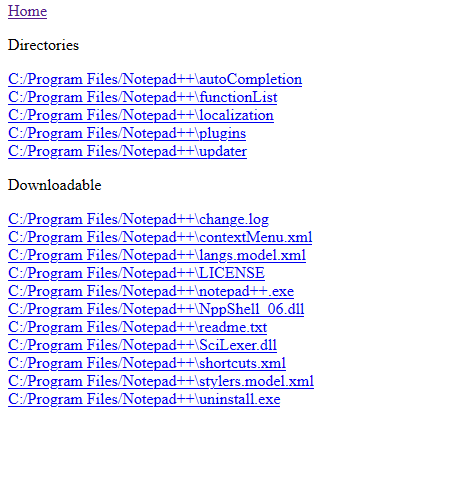 Home
Directories
C:/Program Files/Notepad++\autoCompletion
C:/Program Files/Notepad++\functionList
C:/Program Files/Notepad++\localization
C:/Program Files/Notepad++\plugins
C:/Program Files/Notepad++\updater
Downloadable
C:/Program Files/Notepad++\change.log
C:/Program Files/Notepad++\contextMenu.xml
C:/Program Files/Notepad++\langs.model.xml
C:/Program Files/Notepad++\LICENSE
C:/Program Files/Notepad++\notepad++.exe
C:/Program Files/Notepad++\NppShell_06.dll
C:/Program Files/Notepad++\readme.txt
C:/Program Files/Notepad++\SciLexer.dll
C:/Program Files/Notepad++\shortcuts.xml
C:/Program Files/Notepad++\stylers.model.xml
C:/Program Files/Notepad++\uninstall.exe